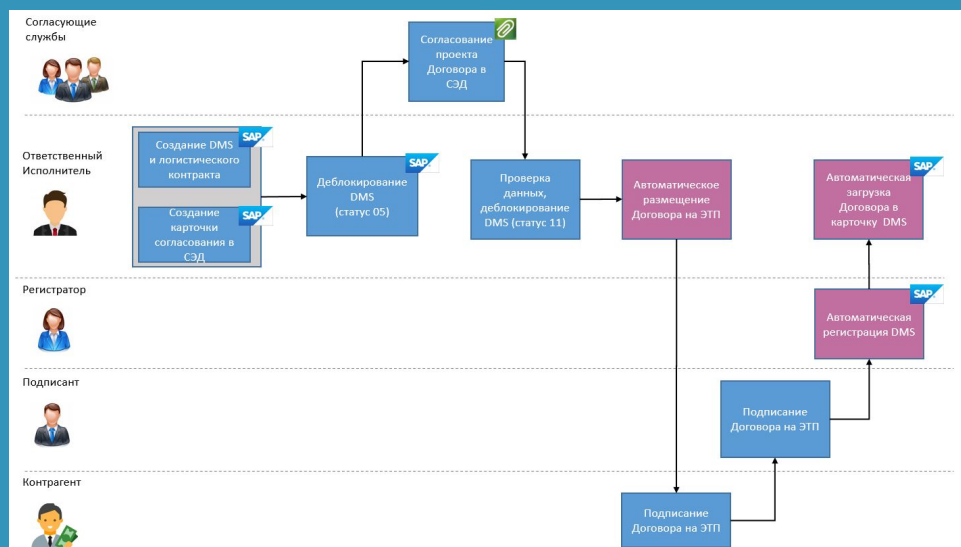 Согласующие
службы
Согласование
проекта
Договора в
СЭД
Ответственный
Исполнитель
SAP
Создание DMS
и логистического
контракта
SAP
Создание
карточки
согласования в
СЭД
SAP
Деблокирование
DMS
(статус 05)
Проверка
данных,
деблокирование
DMS (статус 11)
Автоматическое
размещение
Договора на ЭТП
SAP
Автоматическая
загрузка
Договора в
карточку DMS
Регистратор
SAP
Автоматическая
регистрация DMS
Подписант
Подписание
Договора на ЭТП
Контрагент
Подписание
Договора на ЭТП